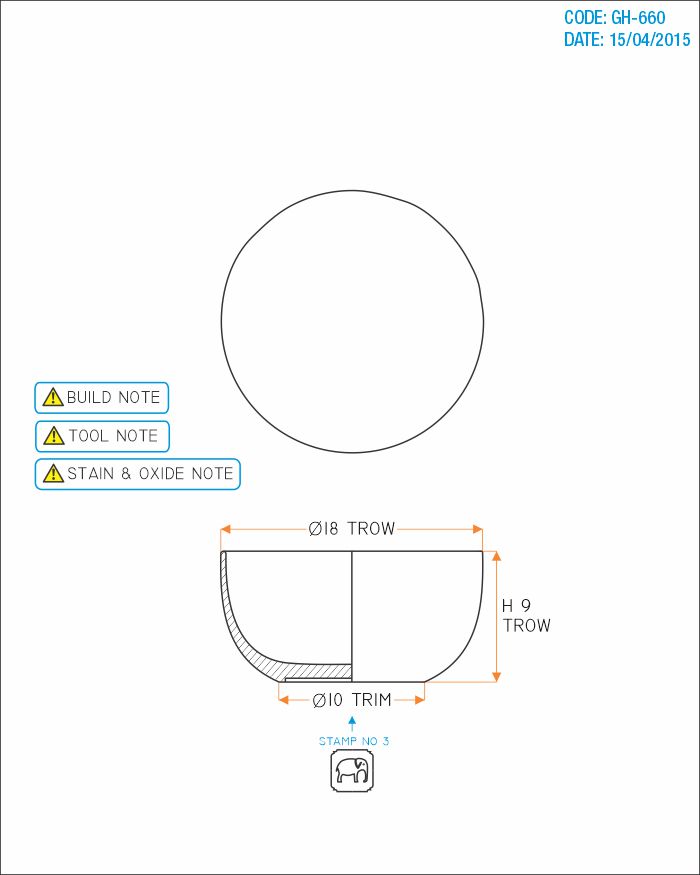 CODE: GH-660
DATE: 15/04/2015
BUILD NOTE
TOOL NOTE
STAIN & OXIDE NOTE
Ø18 TROW
H 9
TROW
Ø10 TRIM
STAMP NO 3